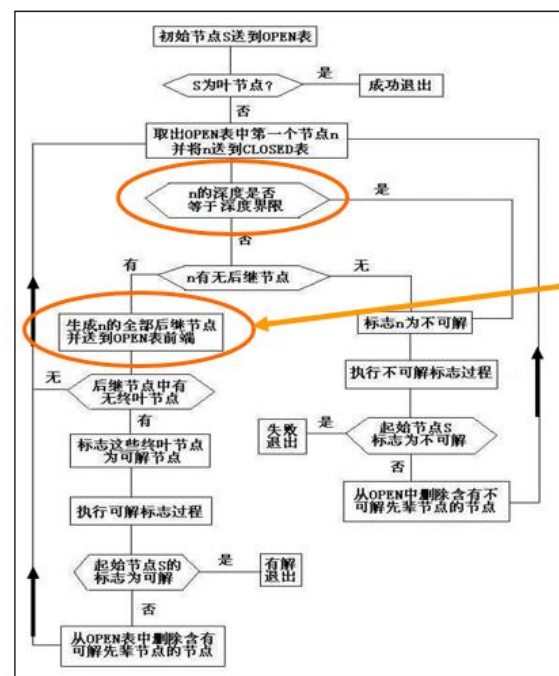 初始节点S送到OPEN表
S为叶节点?
是
成功退出
否
取出OPEN表中第一个节点n
并将n送到CLOSED表
n的深度是否
等于深度界限
是
否
有
n有无后继节点
无
生成n的全部后继节点
并送到OPEN表前端
标志n为不可解
无
后继节点中有
无终叶节点
执行不可解标志过程
有
失败
退出
是
起始节点S
标志为不可解
标志这些终叶节点
为可解节点
否
执行可解标志过程
从OPEN中删除含有不
可解先辈节点的节点
起始节点S的
标志为可解
是
有解
退出
否
从OPEN表中删除含有
可解先辈节点的节点